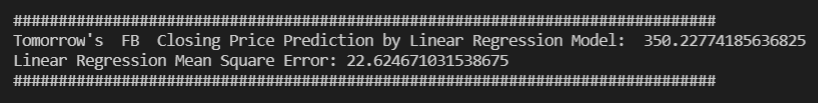 ##############################################################################
Tomorrow's  FB  Closing Price Prediction by Linear Regression Model:  350.22774185636825
Linear Regression Mean Square Error: 22.624671031538675
##############################################################################